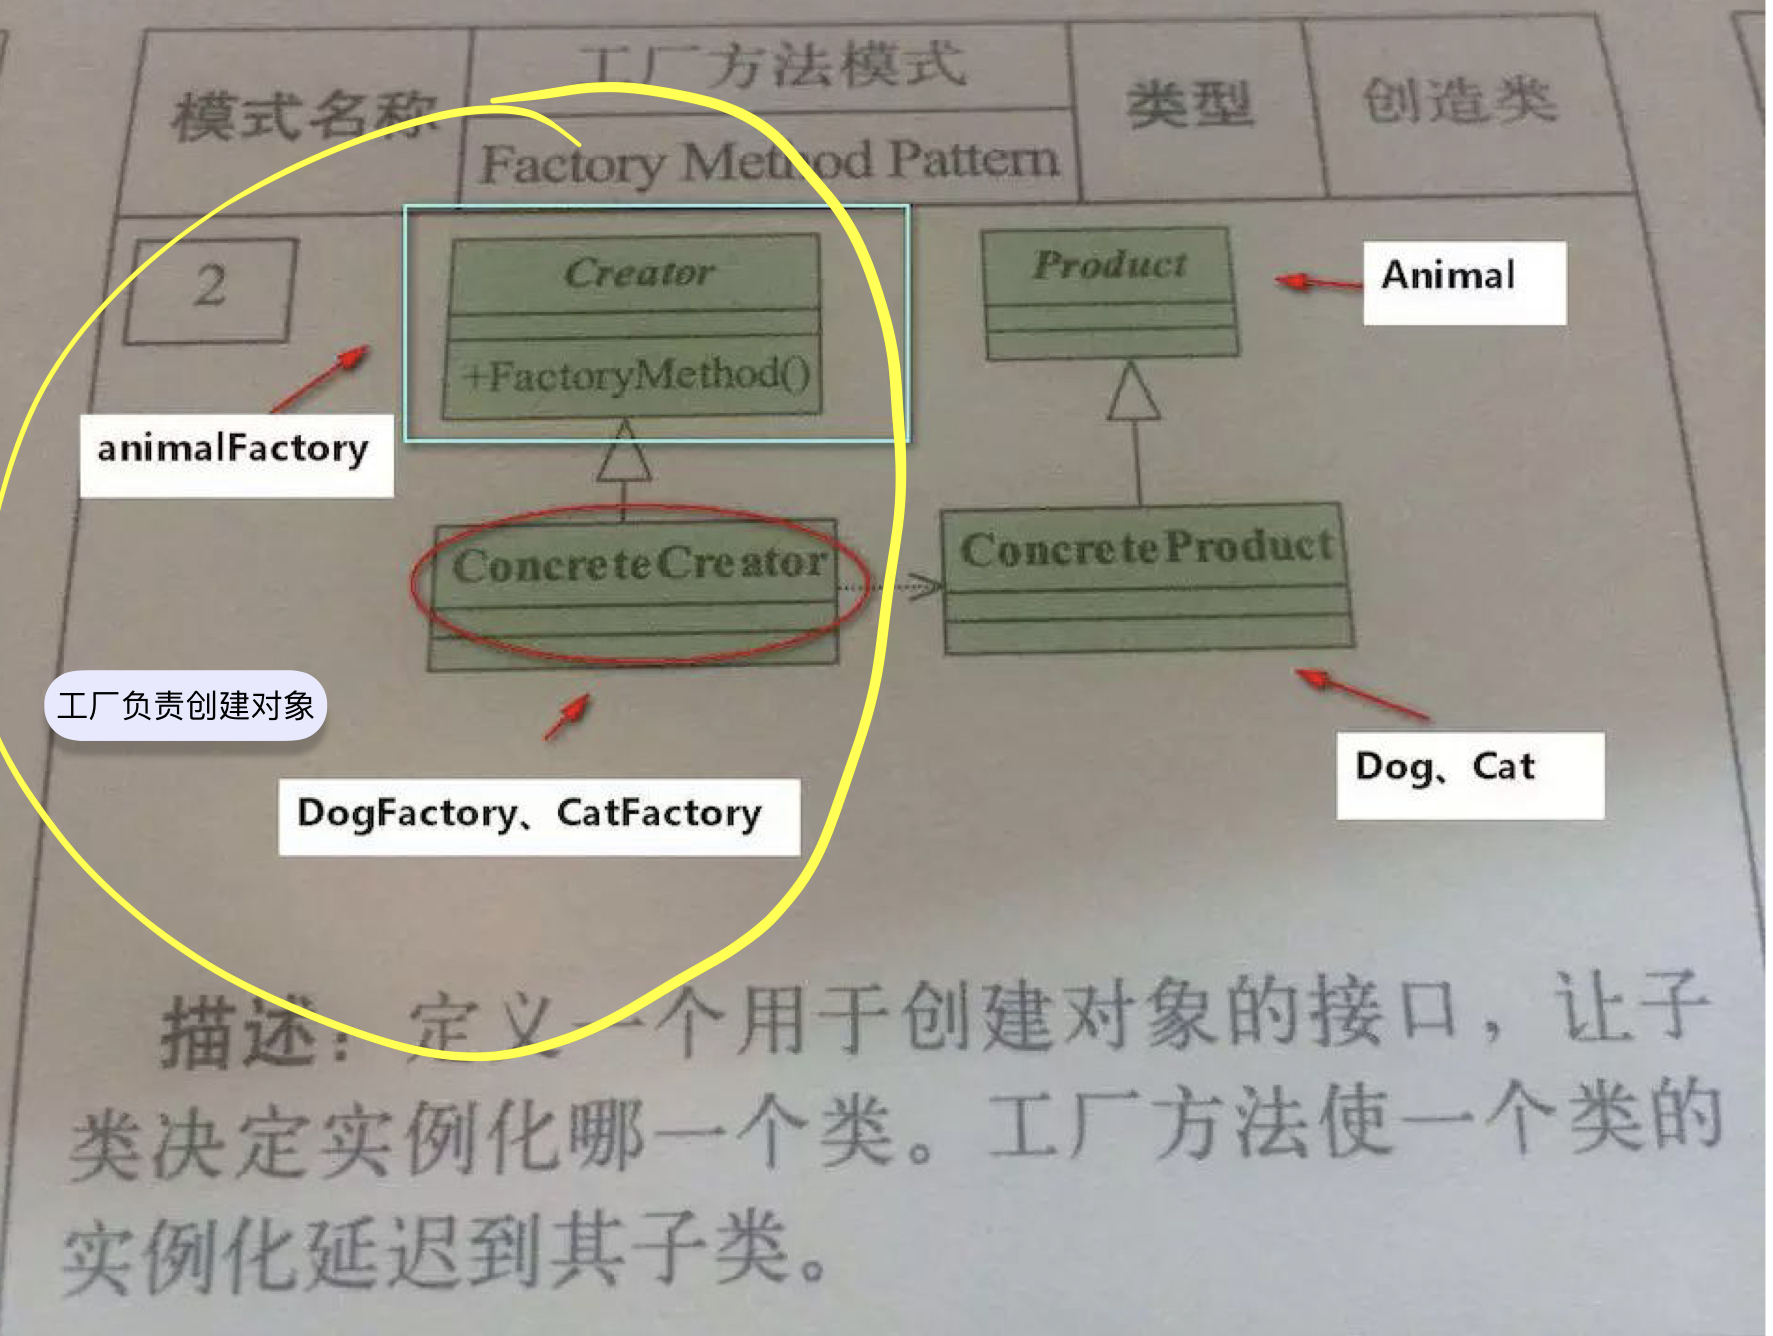 工厂方法模式
模式名称
类型
创造类
Factory Method Pattern
2
Creator
Product
Animal
+FactoryMethod()
animalFactory
ConcreteCreator
ConcreteProduct
工厂负责创建对象
Dog、Cat
DogFactory、CatFactory
描述：定义一个用于创建对象的接口，让子
类决定实例化哪一个类。工厂方法使一个类的
实例化延迟到其子类。